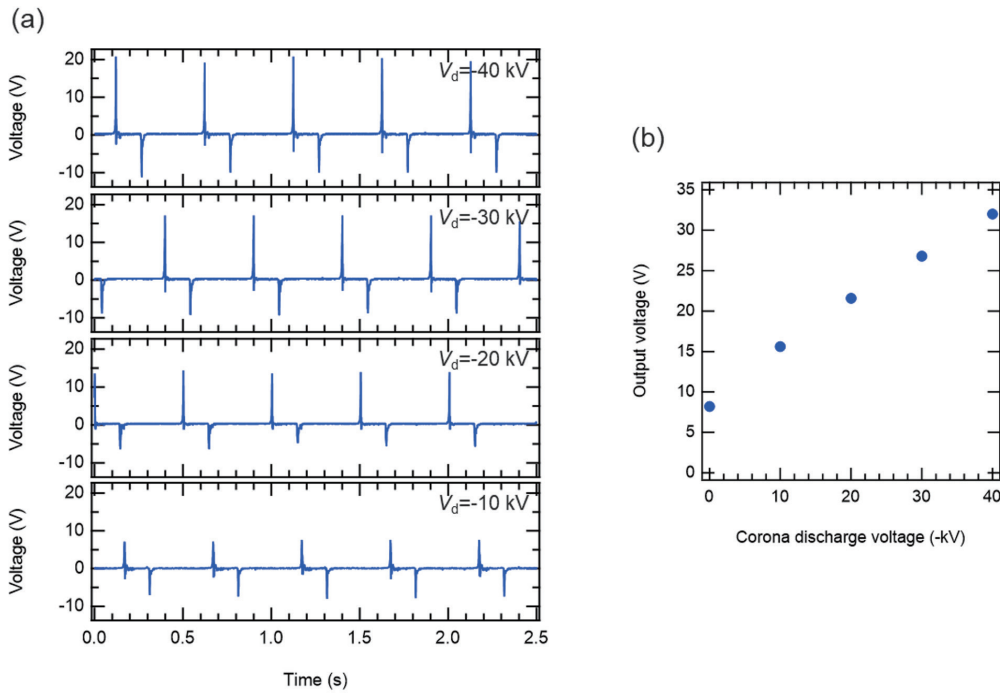 (a)
Voltage (V)
20
10
0
-10
Vd=-40 kV
Voltage (V)
20
10
0
-10
Vd=-30 kV
Voltage (V)
20
10
0
-10
Vd=-20 kV
Voltage (V)
20
10
0
-10
Vd=-10 kV
0.0 0.5 1.0 1.5 2.0 2.5
Time (s)
(b)
Output voltage (V)
35
30
25
20
15
10
5
0
0 10 20 30 40
Corona discharge voltage (-kV)